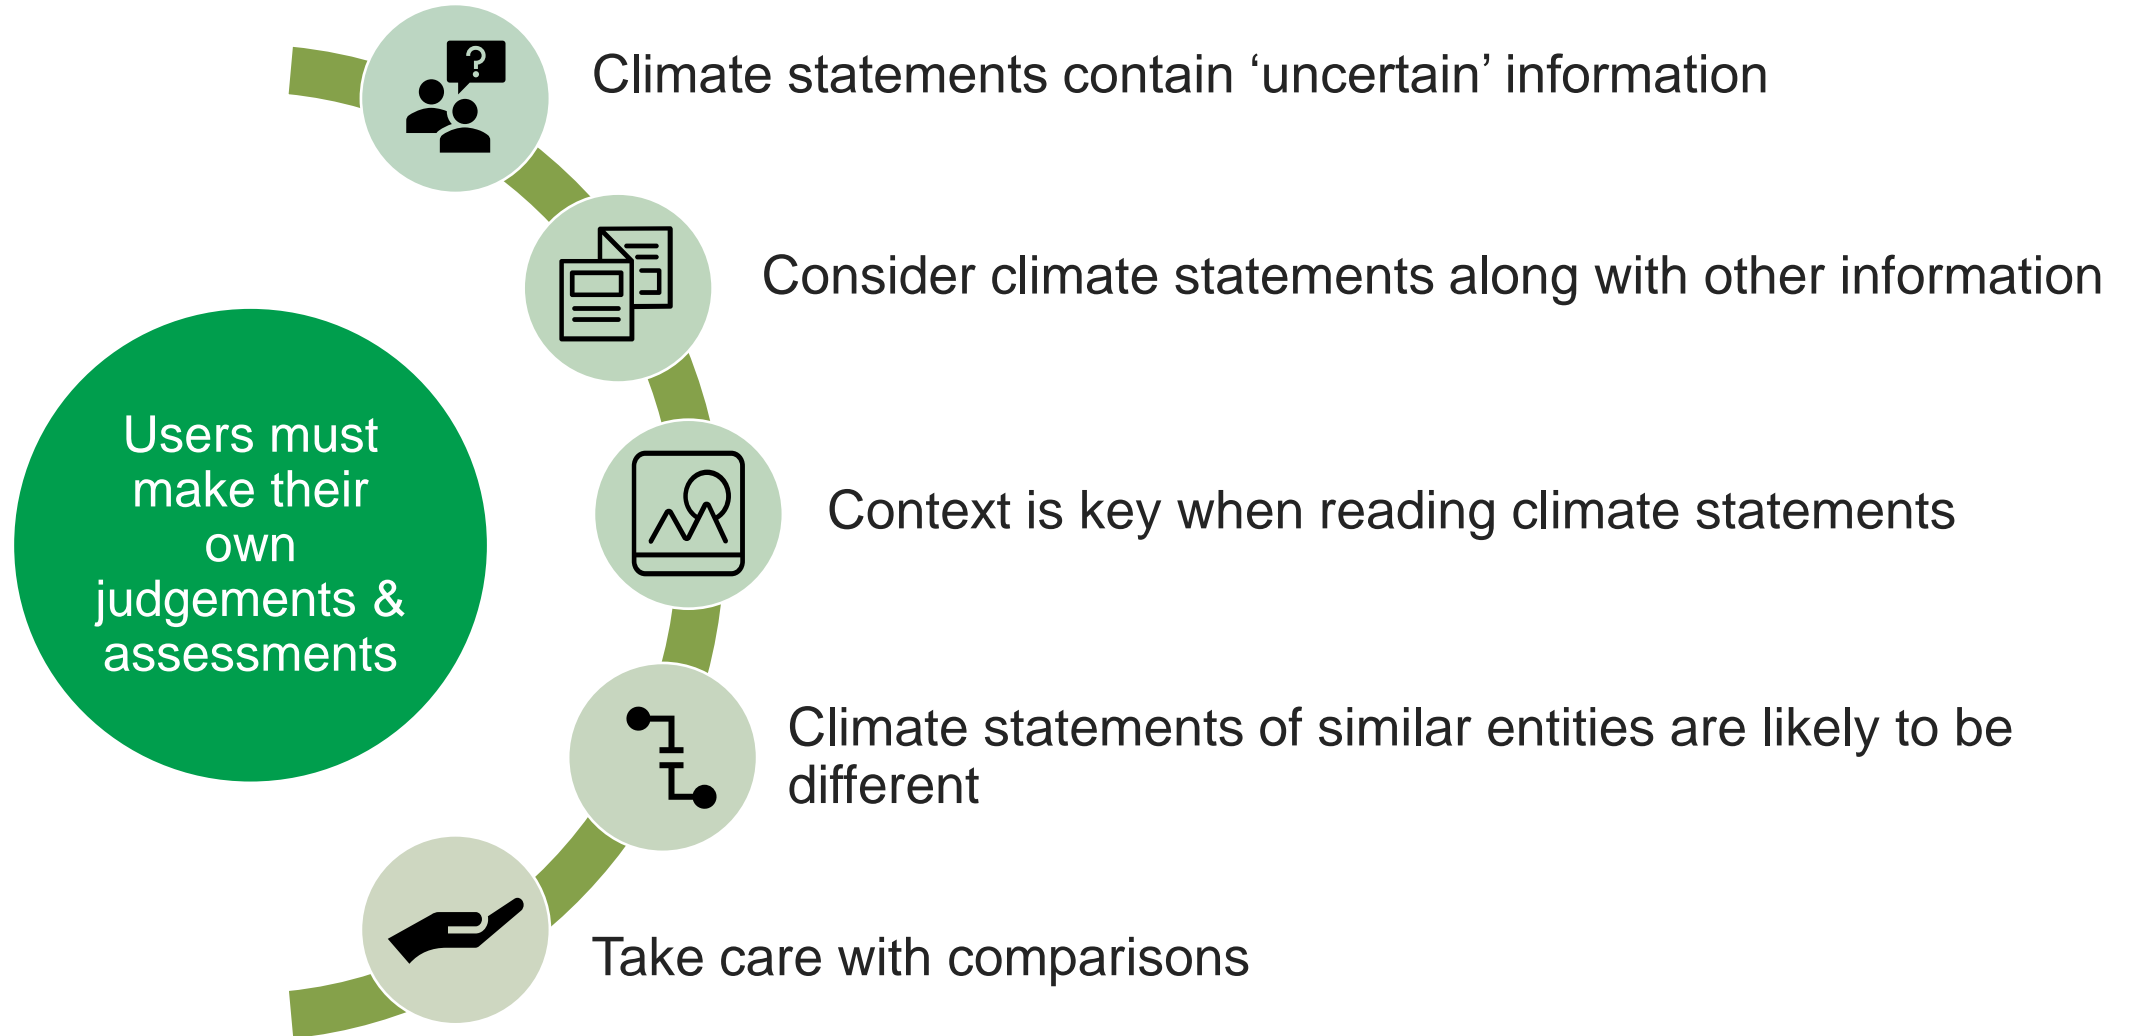 ?
Climate statements contain ‘uncertain’ information
Consider climate statements along with other information
Users must
make their
own
judgements &
assessments
Context is key when reading climate statements
Climate statements of similar entities are likely to be
different
Take care with comparisons